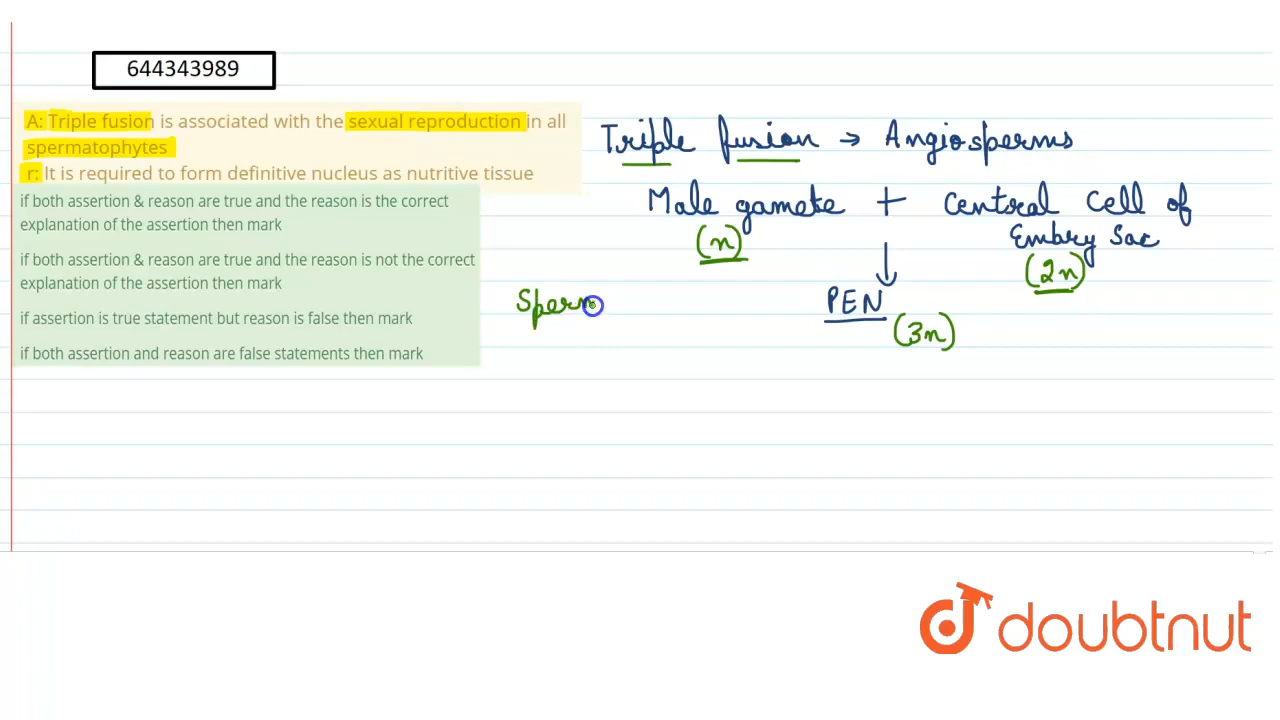 644343989
A: Triple fusion is associated with the sexual reproduction in all
spermatophytes
r: It is required to form definitive nucleus as nutritive tissue
if both assertion & reason are true and the reason is the correct
explanation of the assertion then mark
if both assertion & reason are true and the reason is not the correct
explanation of the assertion then mark
if assertion is true statement but reason is false then mark
if both assertion and reason are false statements then mark
Triple fusion → Angiosperms
Male gamete + Central Cell of
Embry Sac
(n)
(2n)
↓
PEN
(3n)
Sperm
doubtnut